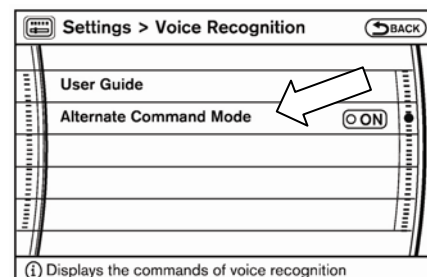 Settings > Voice Recognition
BACK
User Guide
Alternate Command Mode
ON
i Displays the commands of voice recognition